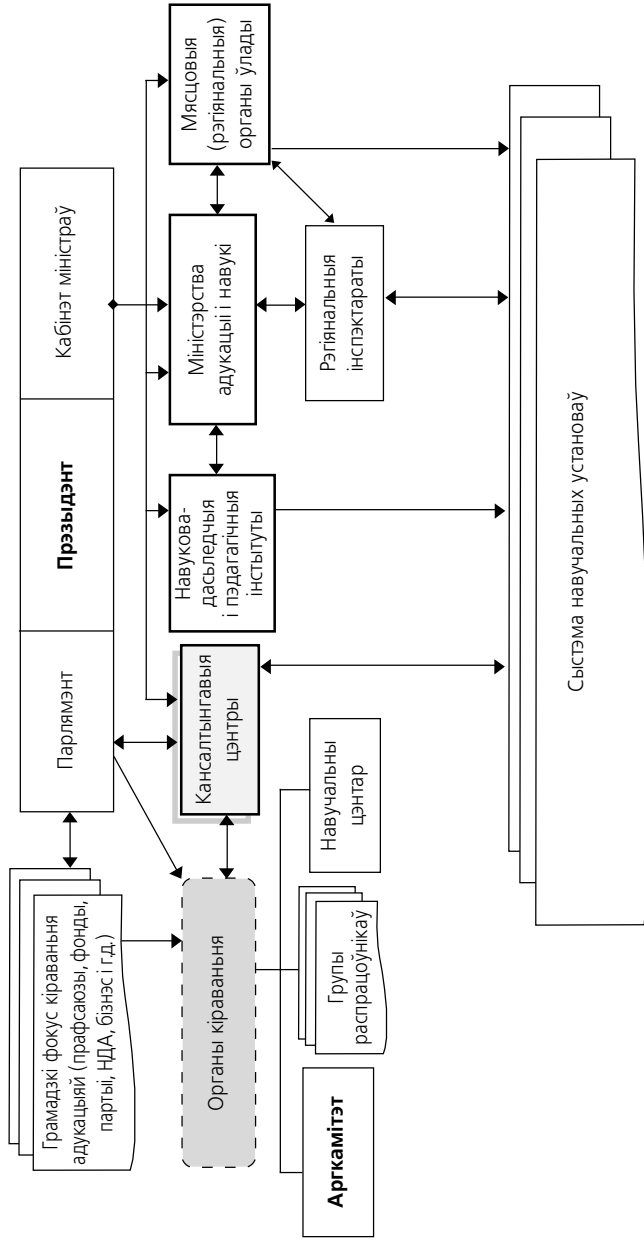 Грамадзкі фокус кіраваньня
адукацыяй (прафсаюзы, фонды,
партыі, НДА, бізнэс і г.д.)
Парлямэнт
Прэзыдэнт
Кабінэт міністраў
Органы кіраваньня
Кансалтынгавыя
цэнтры
Навукова-
дасьледчыя
і пэдагагічныя
інстытуты
Міністэрства
адукацыі і навукі
Мясцовыя
(рэгіянальныя)
органы ўлады
Аргкамітэт
Групы
распрацоўнікаў
Навучальны
цэнтар
Рэгіянальныя
інспэктараты
Сыстэма навучальных установаў